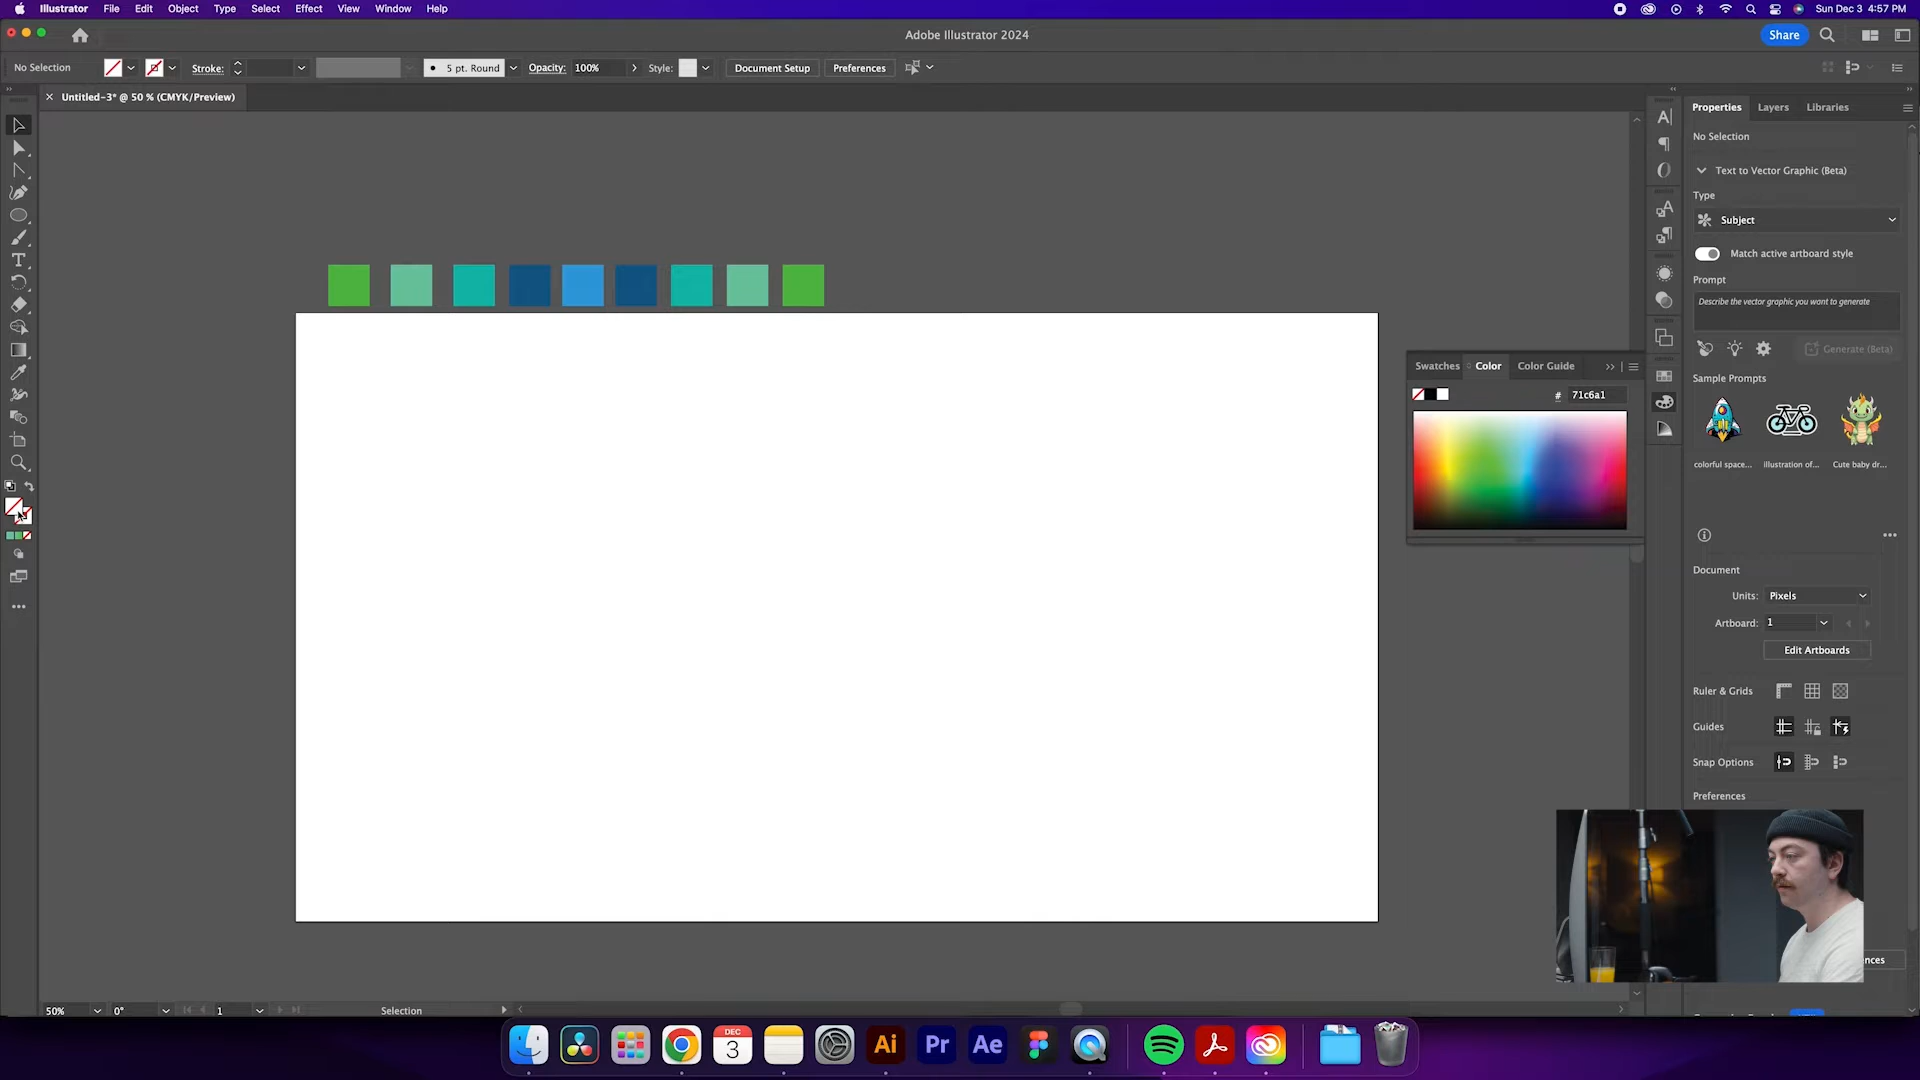 Illustrator File Edit Object Type Select Effect View Window Help
Sun Dec 3 4:57 PM
Adobe Illustrator 2024
Share
No Selection
Stroke:
5 pt. Round
Opacity: 100%
Style:
Document Setup
Preferences
Untitled-3* @ 50 % (CMYK/Preview)
Properties Layers Libraries
No Selection
Text to Vector Graphic (Beta)
Type
Subject
Match active artboard style
Prompt
Describe the vector graphic you want to generate
Generate (Beta)
Sample Prompts
colorful space... Illustration of... Cute baby dr...
Swatches Color Color Guide
# 71c6a1
Document
Units: Pixels
Artboard: 1
Edit Artboards
Ruler & Grids
Guides
Snap Options
Preferences
nces
50% 0° 1 Selection
DEC
3
Ai
Pr
Ae